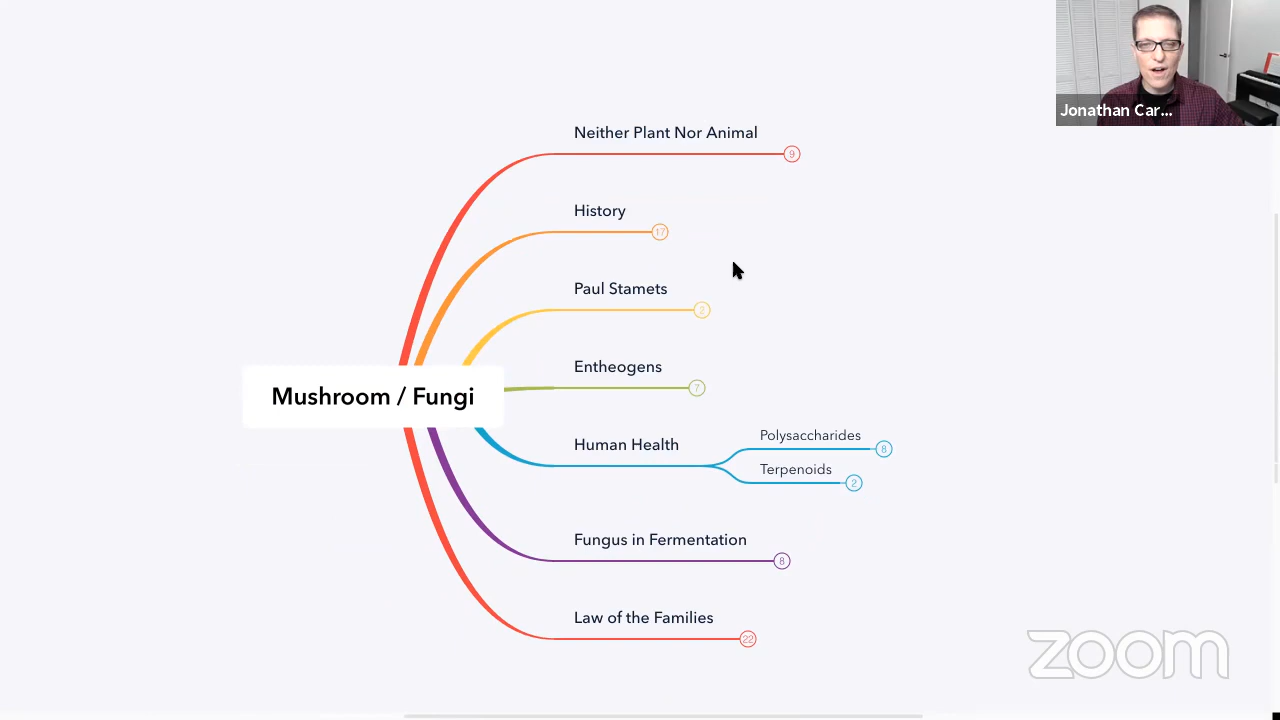 Jonathan Car...
Neither Plant Nor Animal
9
History
17
Paul Stamets
2
Entheogens
7
Mushroom / Fungi
Human Health
Polysaccharides
8
Terpenoids
2
Fungus in Fermentation
8
Law of the Families
22
zoom